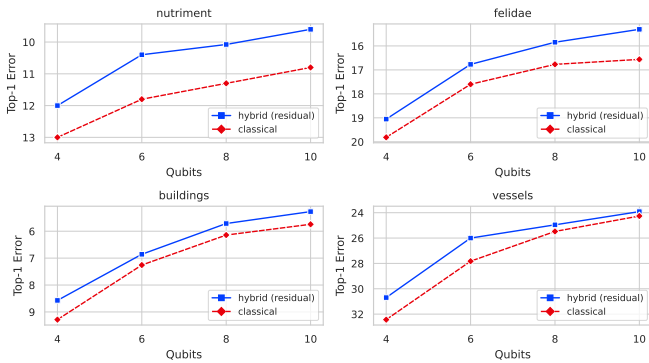 nutriment
Top-1 Error
10
11
12
13
hybrid (residual)
classical
4 6 8 10
Qubits
felidae
Top-1 Error
16
17
18
19
20
hybrid (residual)
classical
4 6 8 10
Qubits
buildings
Top-1 Error
6
7
8
9
hybrid (residual)
classical
4 6 8 10
Qubits
vessels
Top-1 Error
24
26
28
30
32
hybrid (residual)
classical
4 6 8 10
Qubits